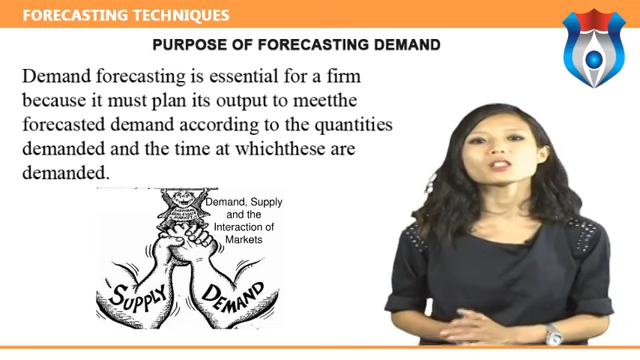 FORECASTING TECHNIQUES
PURPOSE OF FORECASTING DEMAND
Demand forecasting is essential for a firm
because it must plan its output to meetthe
forecasted demand according to the quantities
demanded and the time at whichthese are
demanded.
Demand, Supply
and the
Interaction of
Markets
SUPPLY
DEMAND